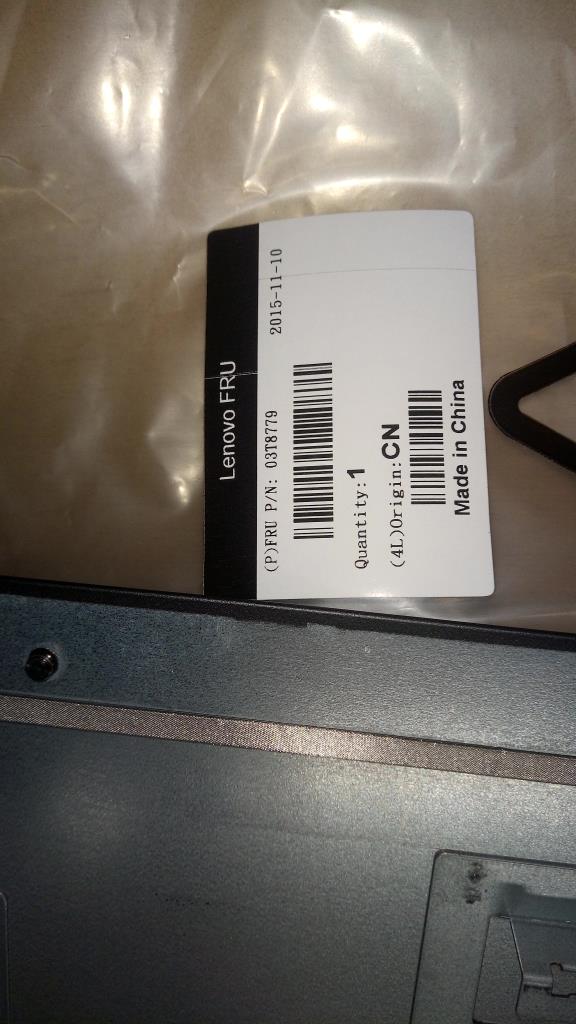 Lenovo FRU
(P)FRU P/N: 03T8779 2015-11-10
Quantity:1
(4L)Origin:CN
Made in China